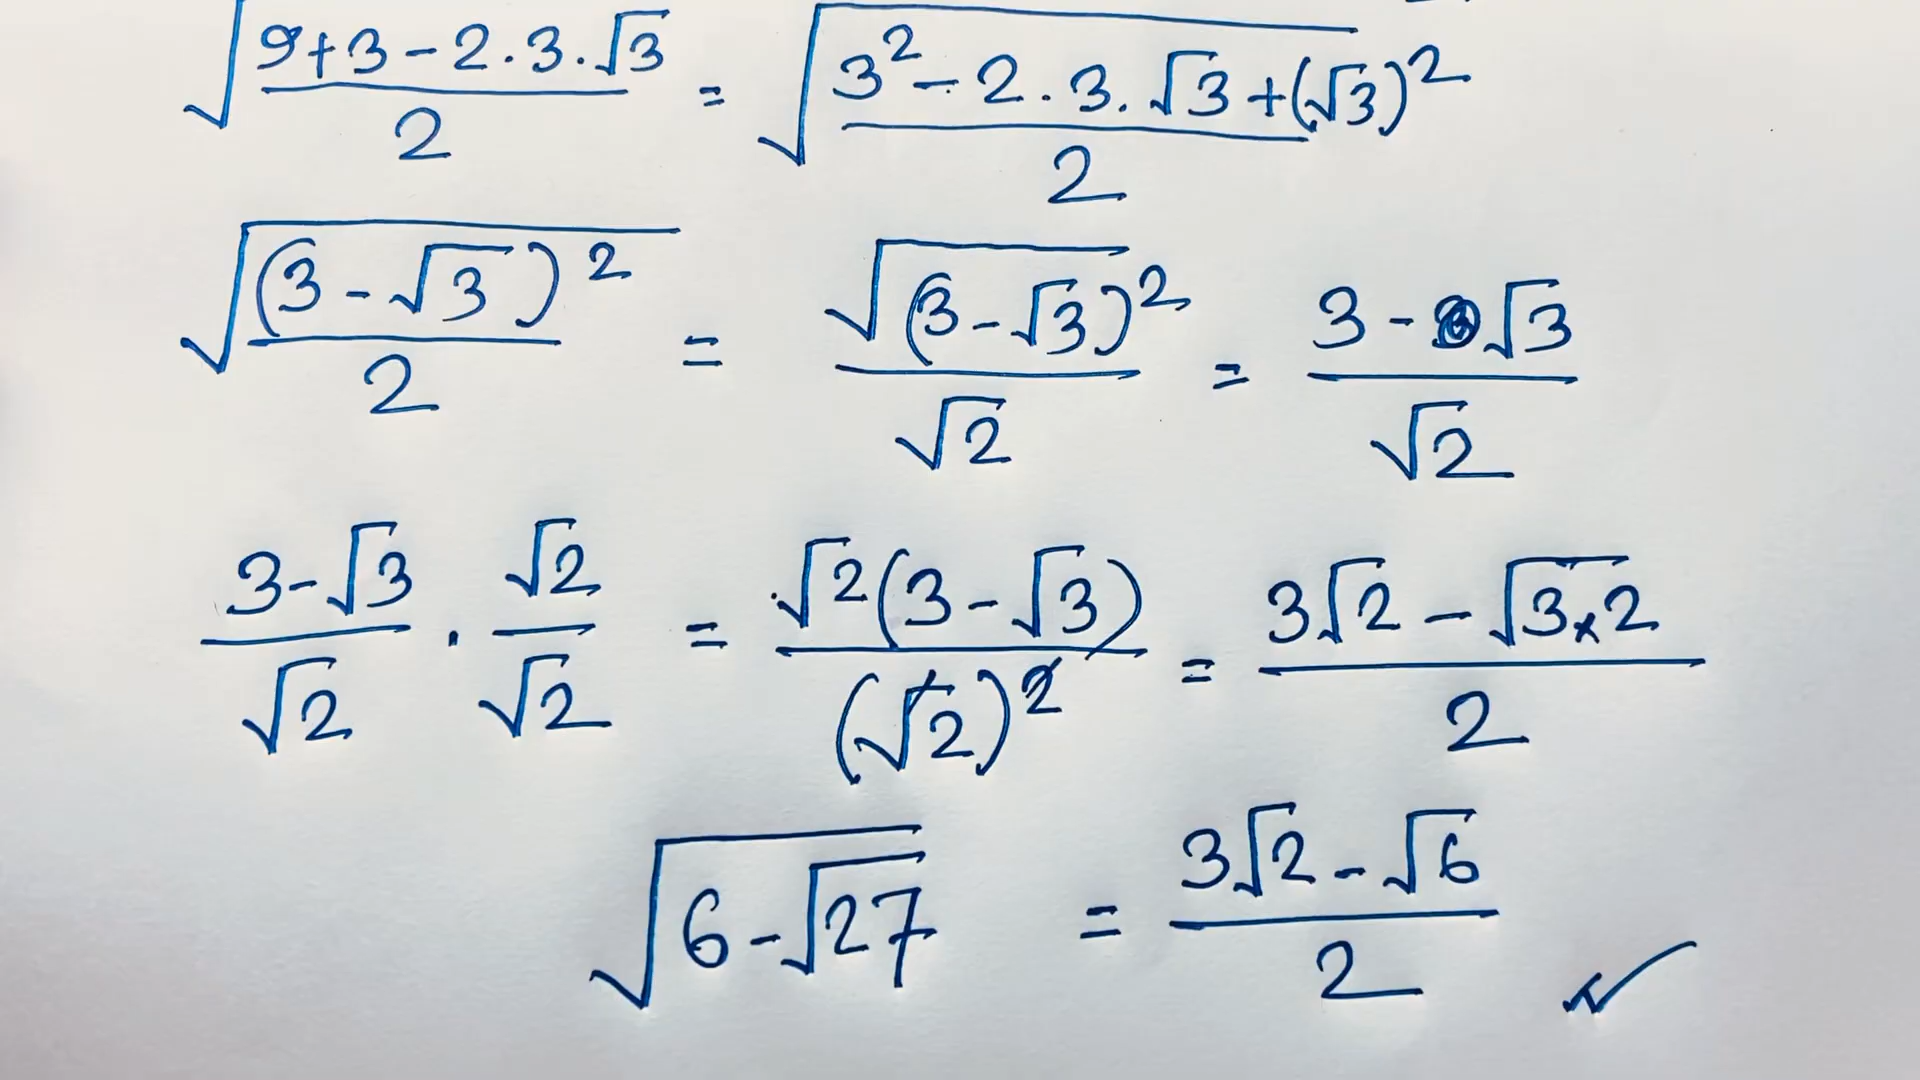 √((9+3-2.3.√3)/2) = √((3²-2.3.√3+(√3)²)/2)
√((3-√3)²/2) = √(3-√3)²/√2 = (3-√3)/√2
(3-√3)/√2 . √2/√2 = √2(3-√3)/(√2)² = (3√2-√(3×2))/2
√(6-√27) = (3√2-√6)/2 ✓